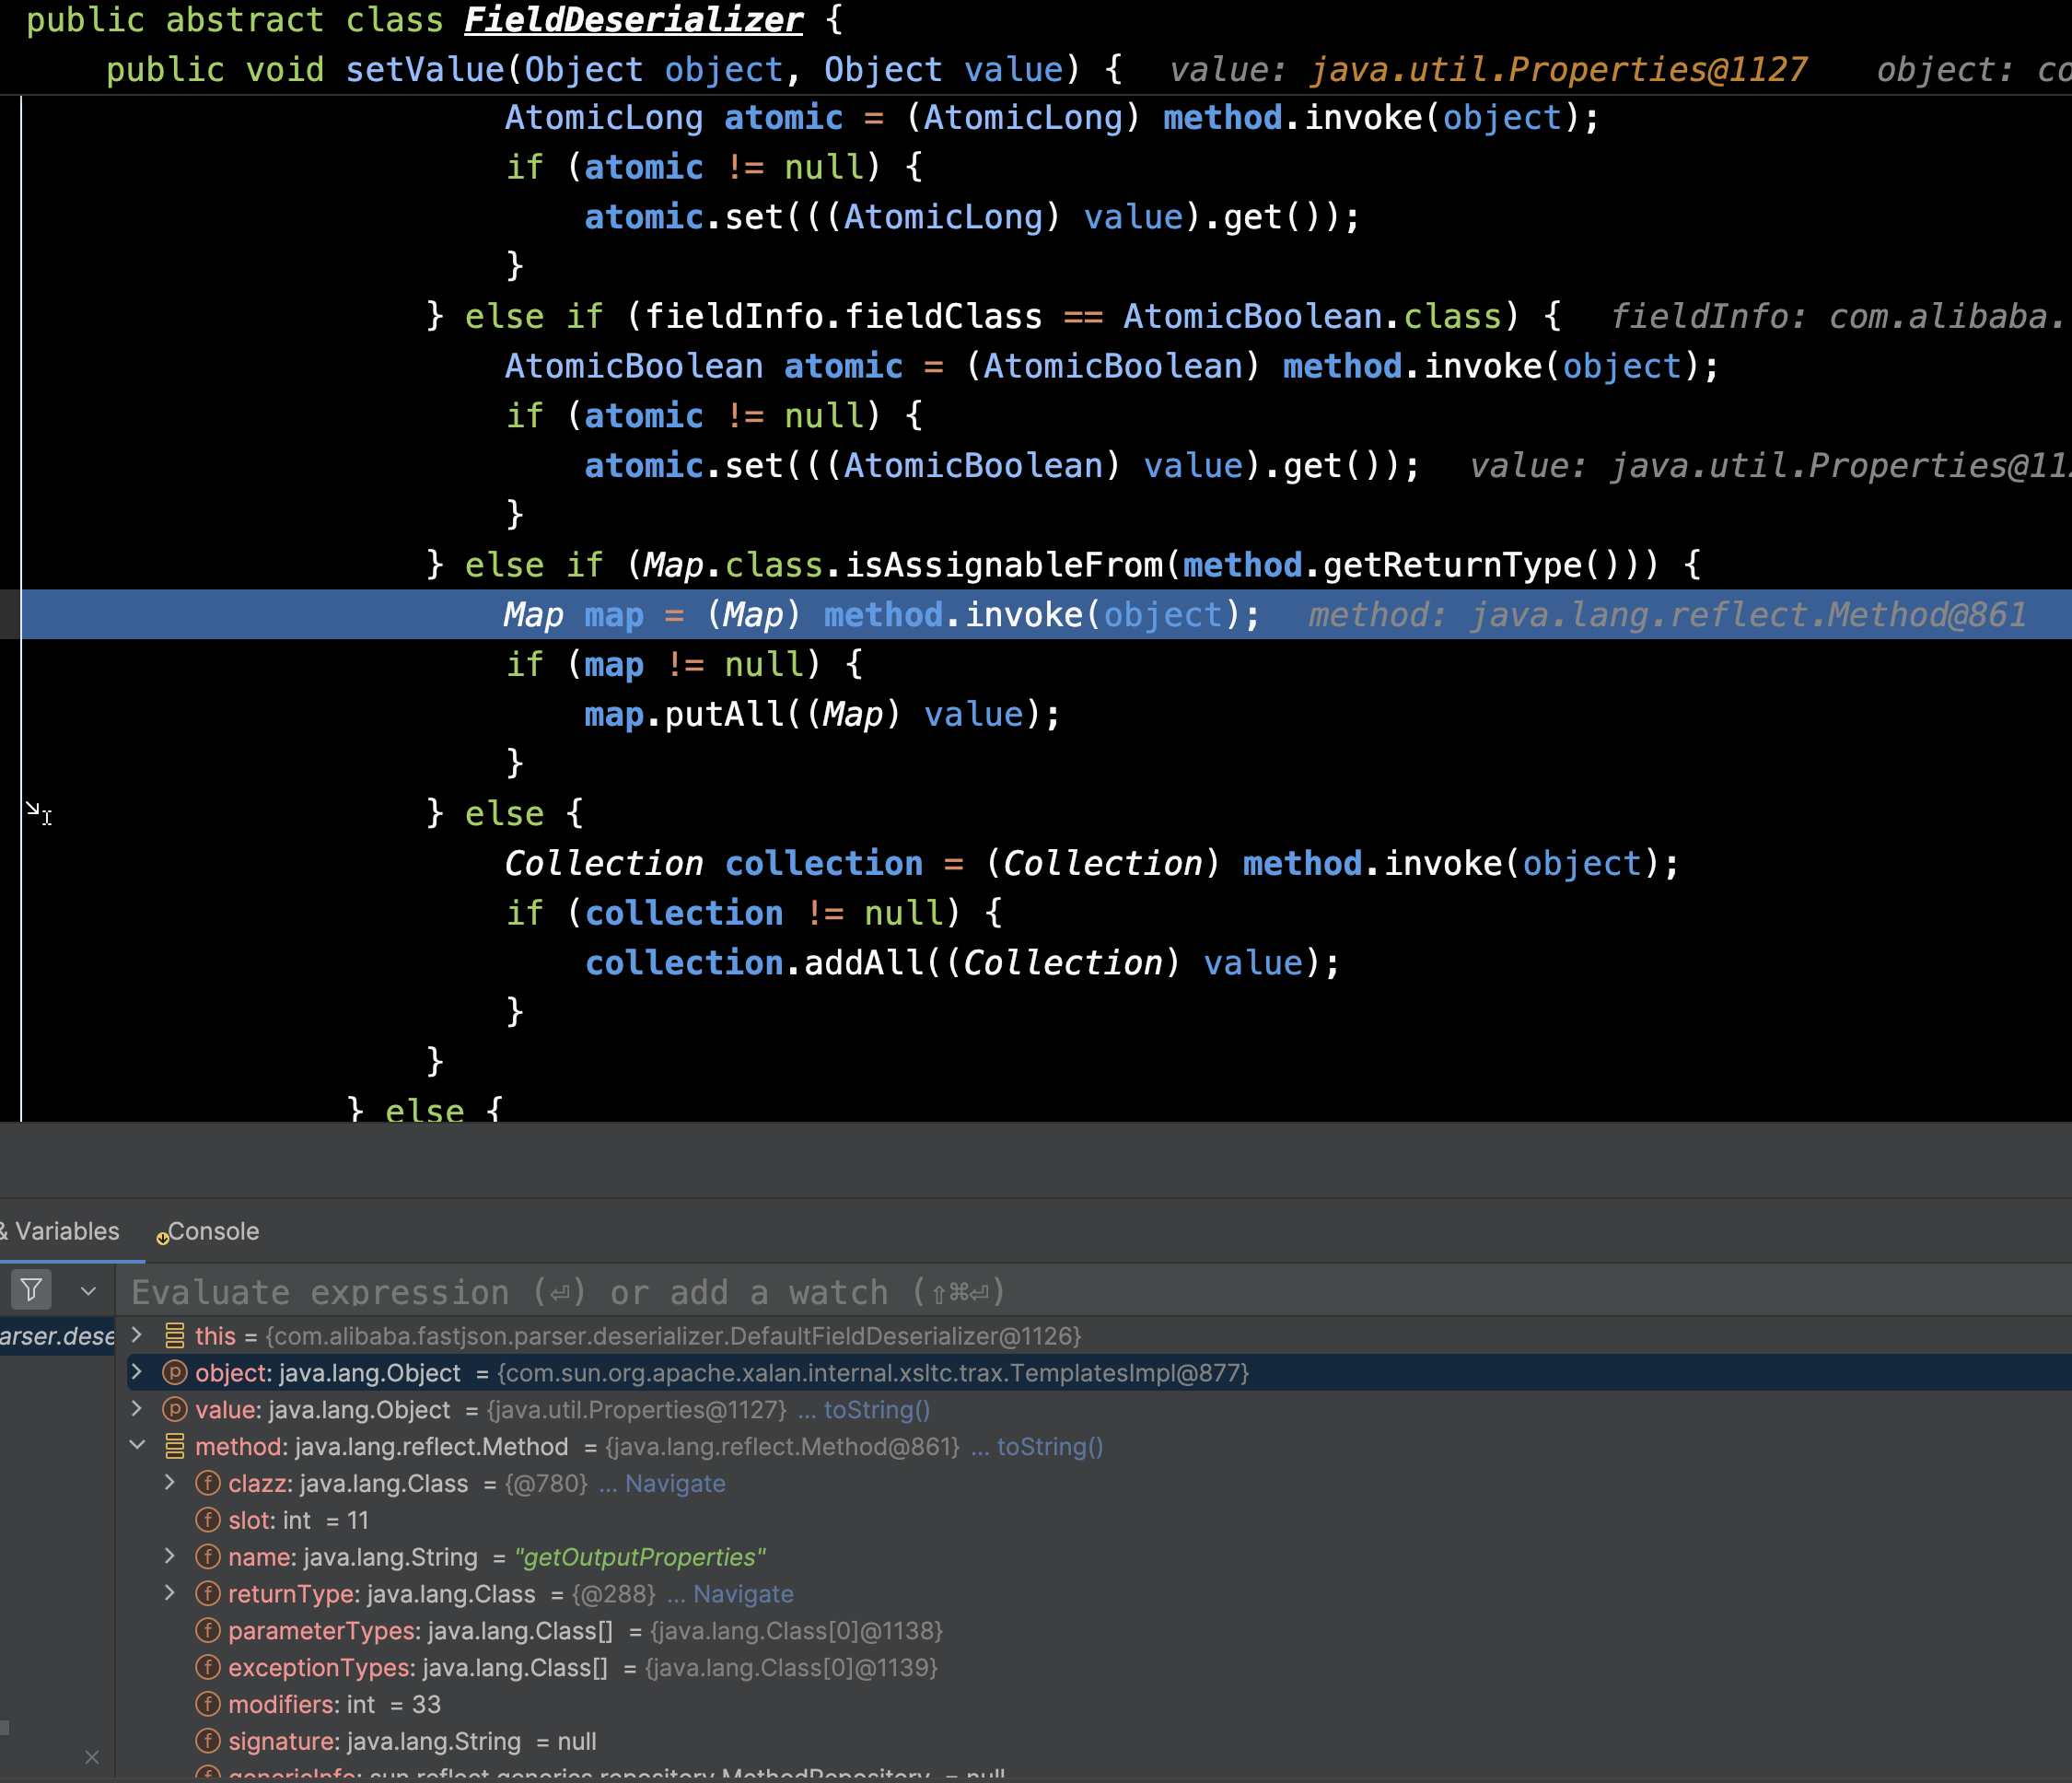 public abstract class FieldDeserializer {
public void setValue(Object object, Object value) { value: java.util.Properties@1127 object: co
AtomicLong atomic = (AtomicLong) method.invoke(object);
if (atomic != null) {
atomic.set(((AtomicLong) value).get());
}
} else if (fieldInfo.fieldClass == AtomicBoolean.class) { fieldInfo: com.alibaba.
AtomicBoolean atomic = (AtomicBoolean) method.invoke(object);
if (atomic != null) {
atomic.set(((AtomicBoolean) value).get()); value: java.util.Properties@11
}
} else if (Map.class.isAssignableFrom(method.getReturnType())) {
Map map = (Map) method.invoke(object); method: java.lang.reflect.Method@861
if (map != null) {
map.putAll((Map) value);
}
} else {
Collection collection = (Collection) method.invoke(object);
if (collection != null) {
collection.addAll((Collection) value);
}
}
} else {
& Variables Console
Evaluate expression (⏎) or add a watch (⇧⌘⏎)
arser.dese
this = {com.alibaba.fastjson.parser.deserializer.DefaultFieldDeserializer@1126}
object: java.lang.Object = {com.sun.org.apache.xalan.internal.xsltc.trax.TemplatesImpl@877}
value: java.lang.Object = {java.util.Properties@1127} ... toString()
method: java.lang.reflect.Method = {java.lang.reflect.Method@861} ... toString()
clazz: java.lang.Class = {@780} ... Navigate
slot: int = 11
name: java.lang.String = "getOutputProperties"
returnType: java.lang.Class = {@288} ... Navigate
parameterTypes: java.lang.Class[] = {java.lang.Class[0]@1138}
exceptionTypes: java.lang.Class[] = {java.lang.Class[0]@1139}
modifiers: int = 33
signature: java.lang.String = null
genericInfo: sun.reflect.generics.repository.MethodRepository = null